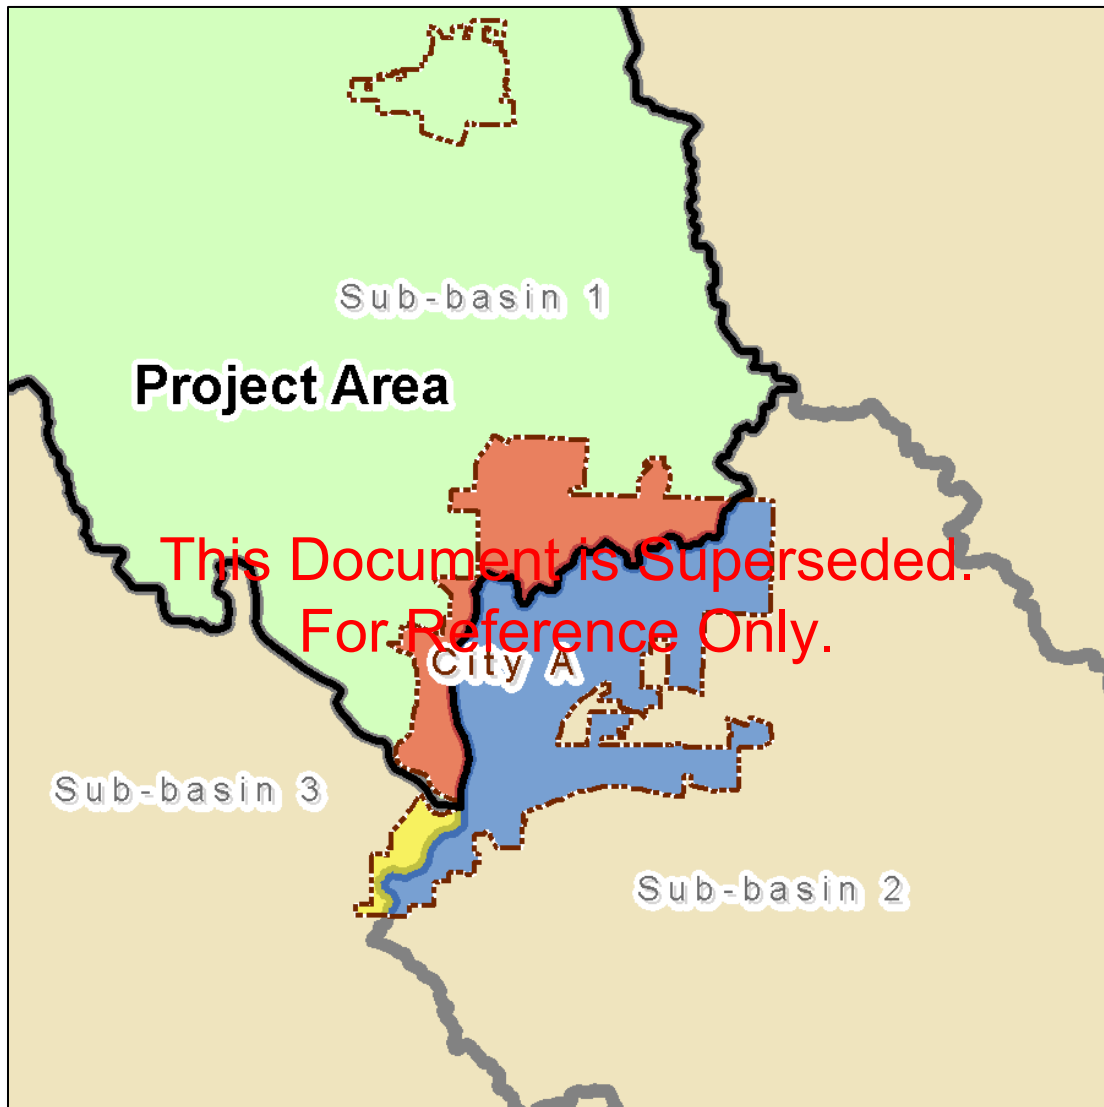 Sub-basin 1
Project Area
This Document is Superseded.
For Reference Only.
City A
Sub-basin 3
Sub-basin 2